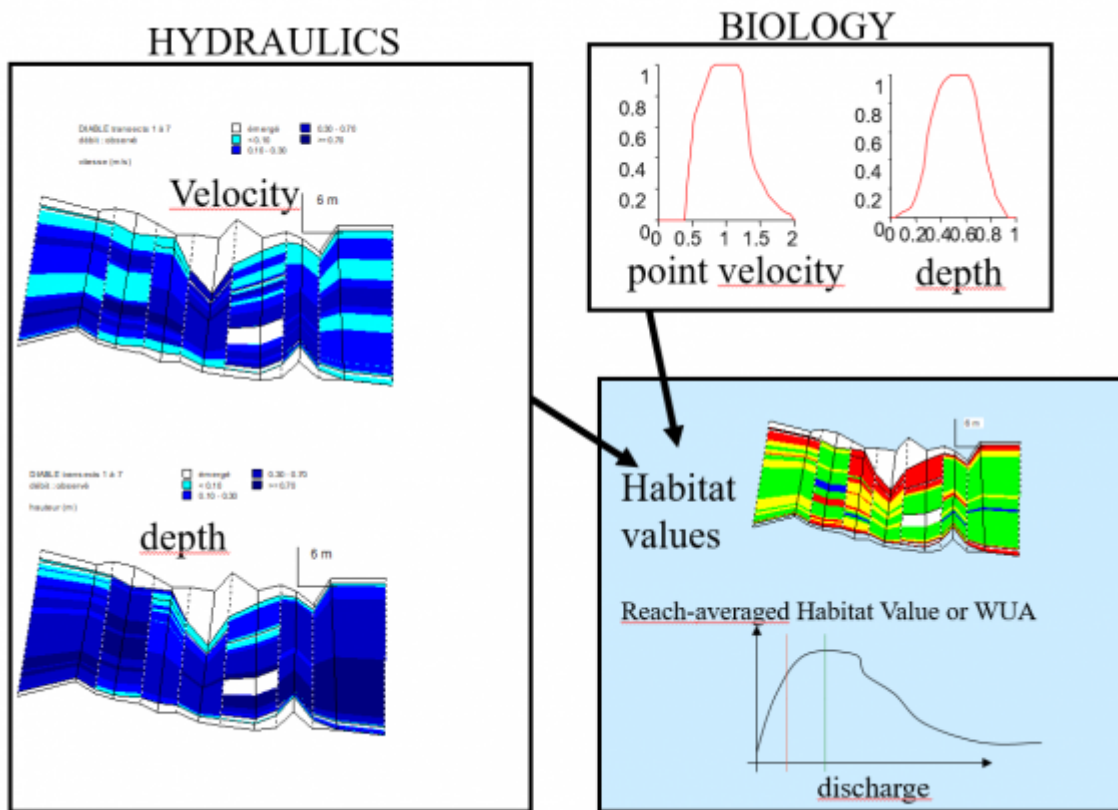 HYDRAULICS
DIABLE transects 1 à 7
débit : observé
vitesse (m/s)
émergé
< 0.10
0.10 - 0.30
0.30 - 0.70
>= 0.70
Velocity
6 m
DIABLE transects 1 à 7
débit : observé
hauteur (m)
émergé
< 0.10
0.10 - 0.30
0.30 - 0.70
>= 0.70
depth
6 m
BIOLOGY
1
0.8
0.6
0.4
0.2
0
0 0.5 1 1.5 2
point velocity
1
0.8
0.6
0.4
0.2
0
0 0.2 0.4 0.6 0.8 1
depth
6 m
Habitat
values
Reach-averaged Habitat Value or WUA
discharge